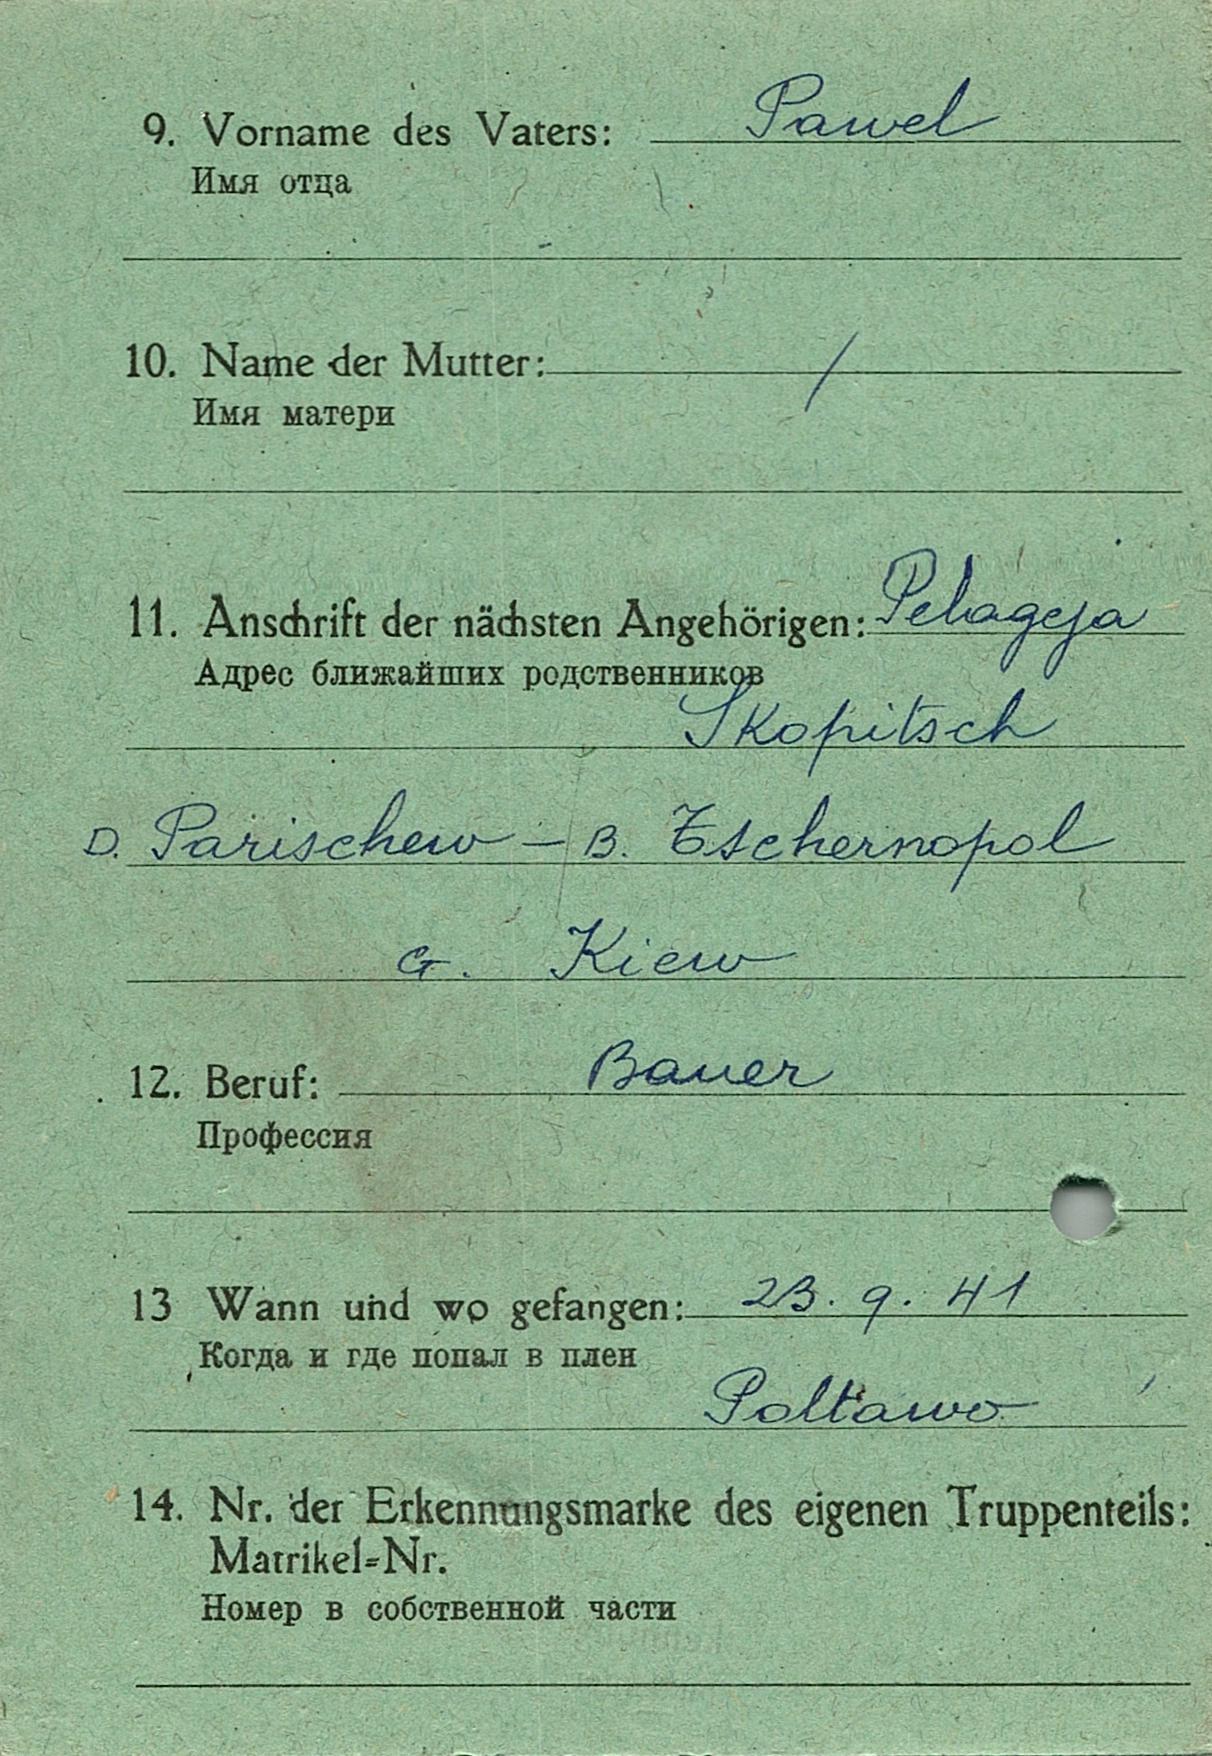 9. Vorname des Vaters: Pawel
Имя отца
10. Name der Mutter: /
Имя матери
11. Anschrift der nächsten Angehörigen: Pelageja
Адрес ближайших родственников
Skopitsch
D. Parischew - B. Tschernopol
G. Kiew
12. Beruf: Bauer
Профессия
13 Wann und wo gefangen: 23. 9. 41
Когда и где попал в плен
Poltawo
14. Nr. der Erkennungsmarke des eigenen Truppenteils:
Matrikel=Nr.
Номер в собственной части